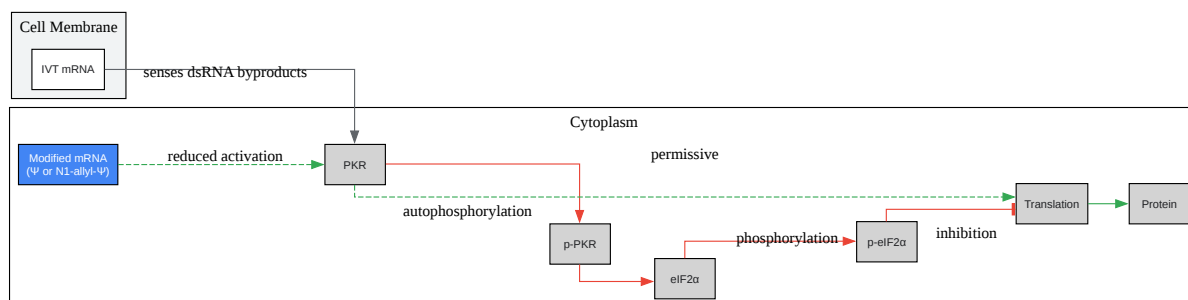 Cell Membrane
IVT mRNA
senses dsRNA byproducts
Cytoplasm
Modified mRNA
(Ψ or N1-allyl-Ψ)
reduced activation
PKR
permissive
autophosphorylation
Translation
Protein
p-PKR
phosphorylation
p-eIF2α
inhibition
eIF2α